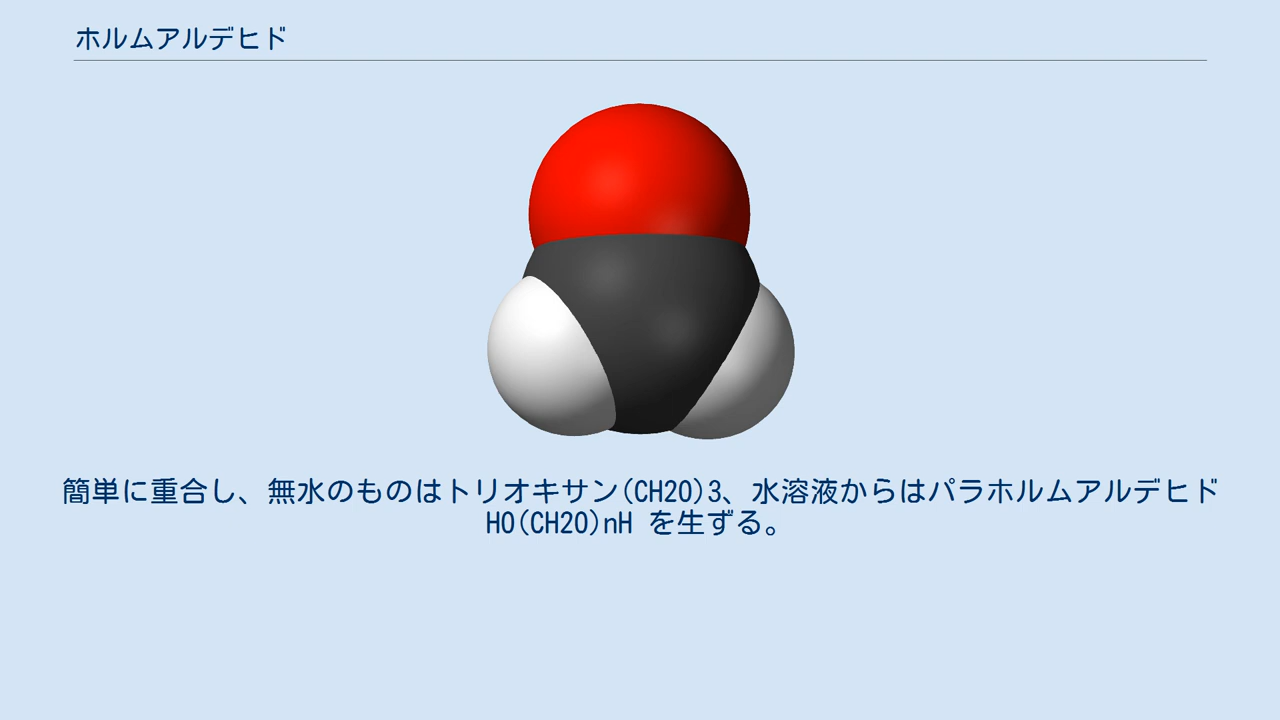 ホルムアルデヒド
簡単に重合し、無水のものはトリオキサン(CH2O)3、水溶液からはパラホルムアルデヒド
HO(CH2O)nH を生ずる。